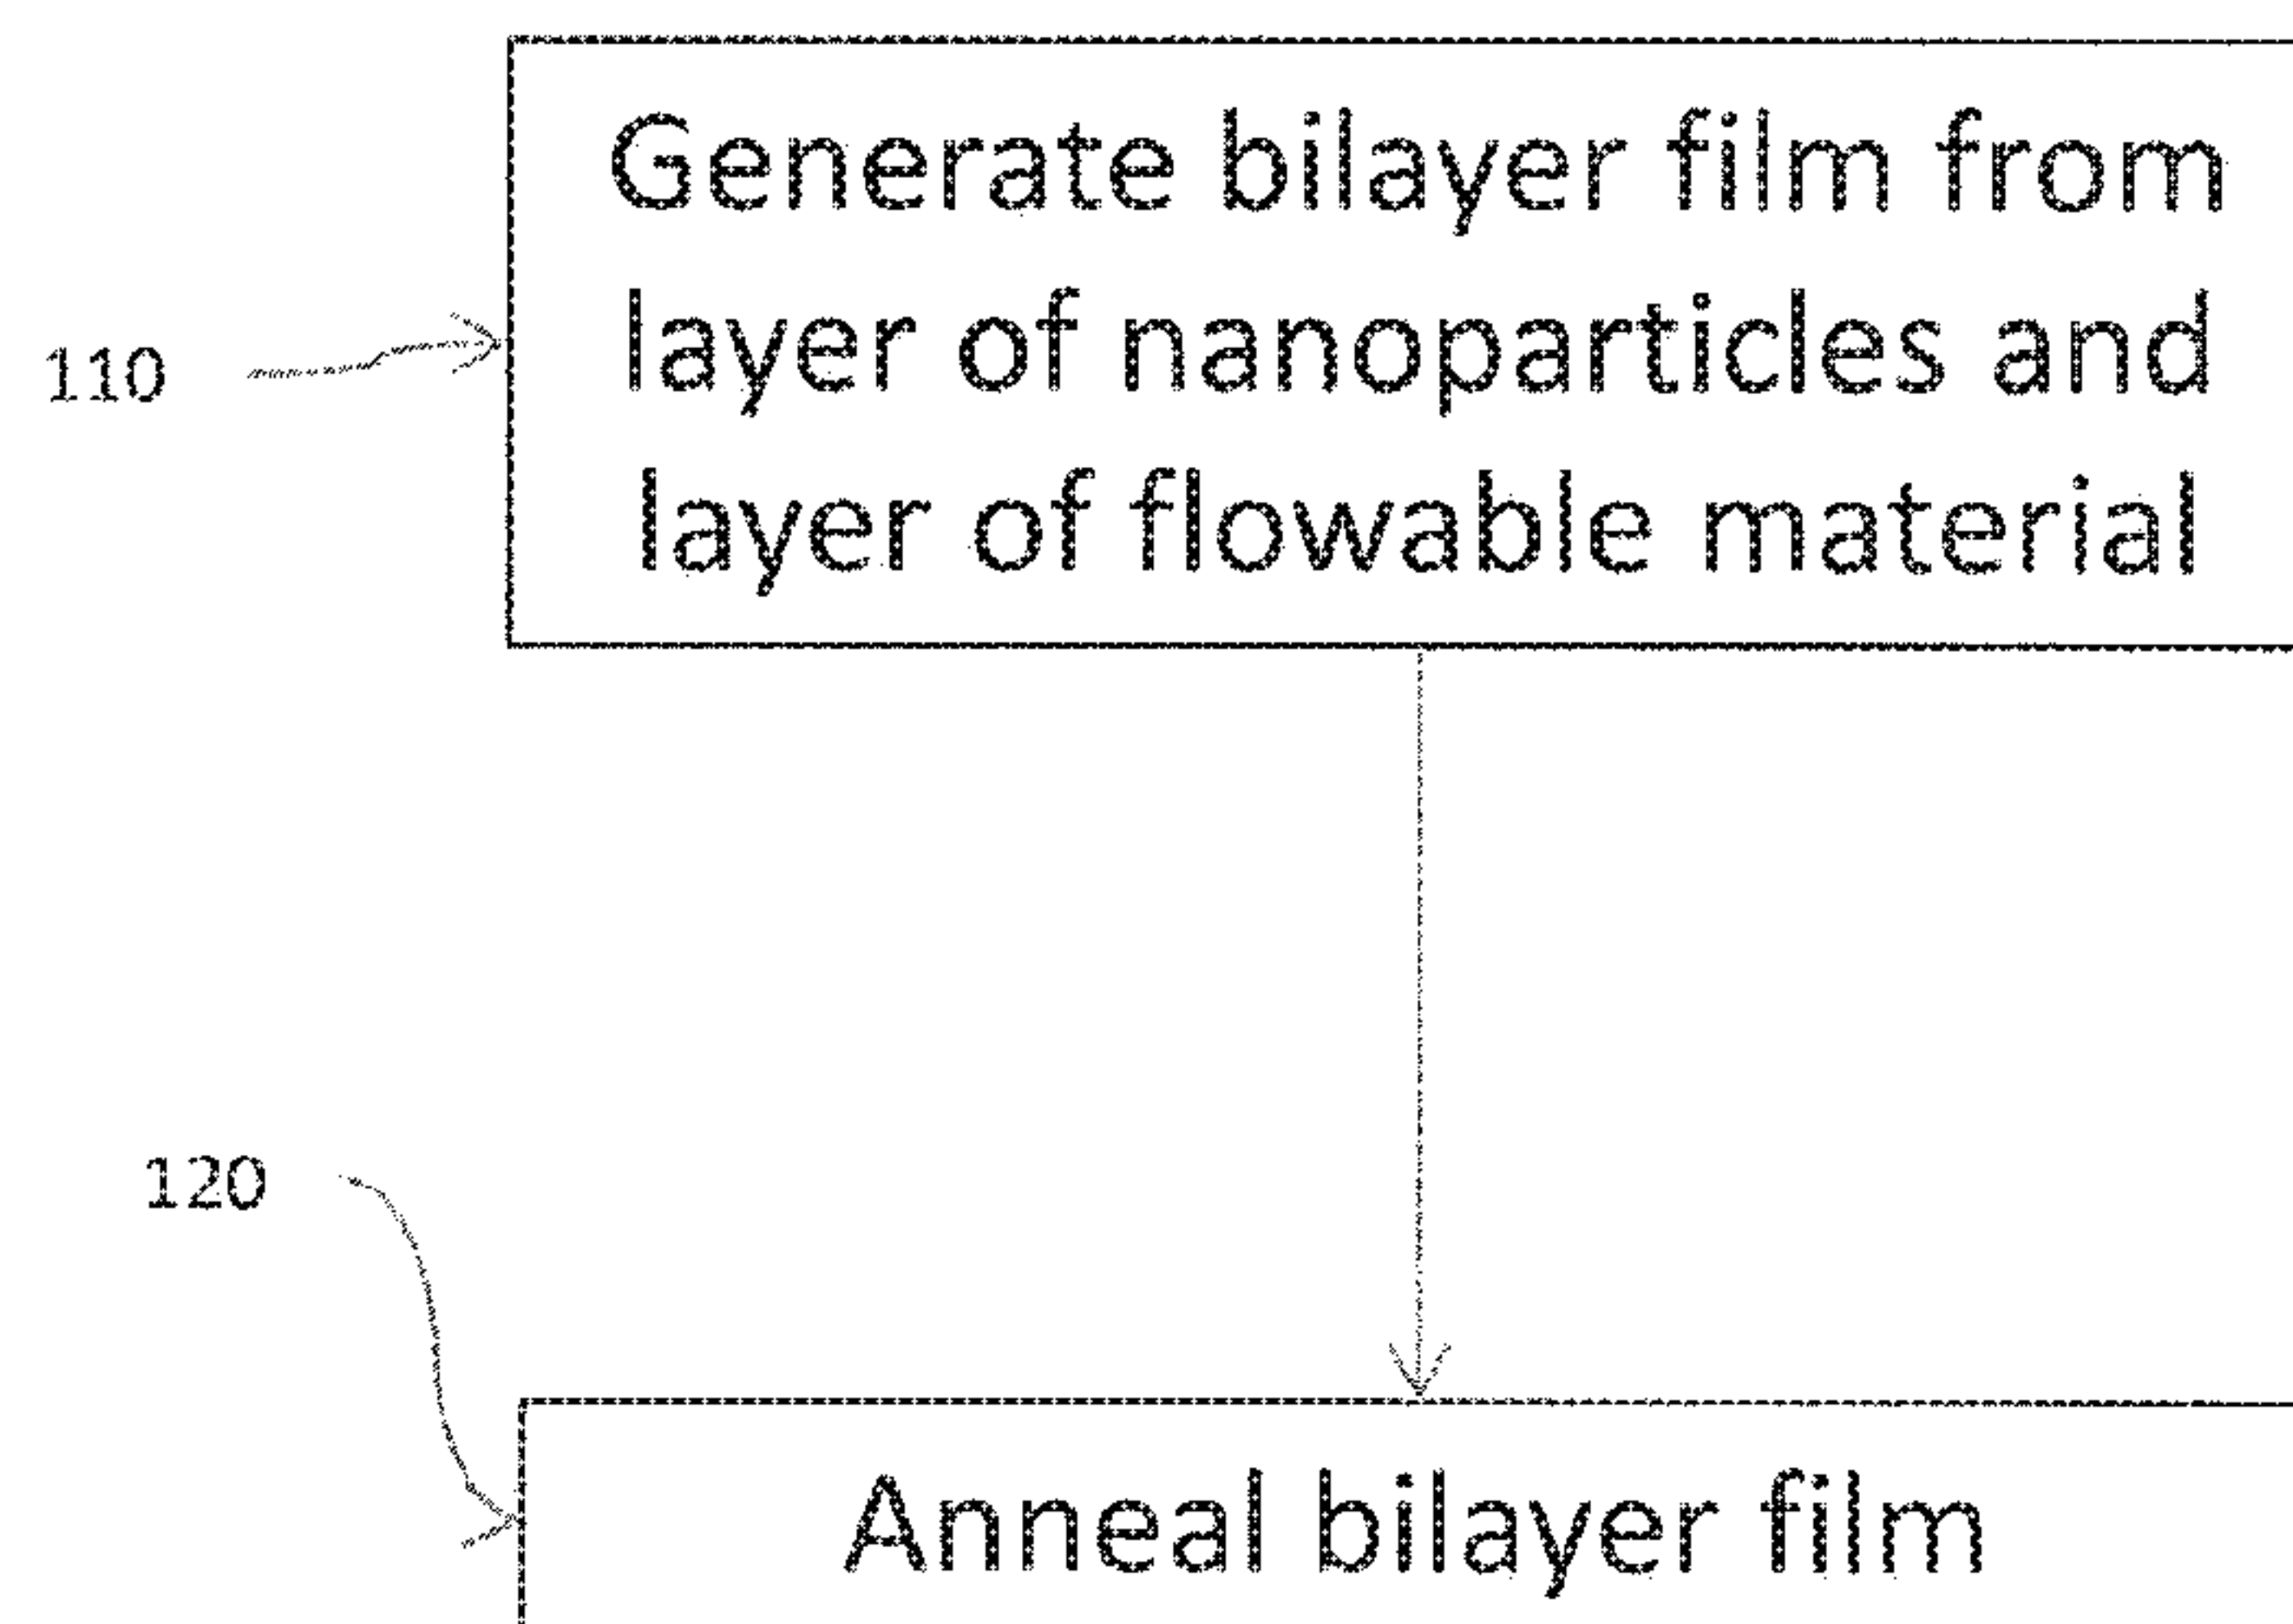 Generate bilayer film from
layer of nanoparticles and
layer of flowable material
110
120
Anneal bilayer film